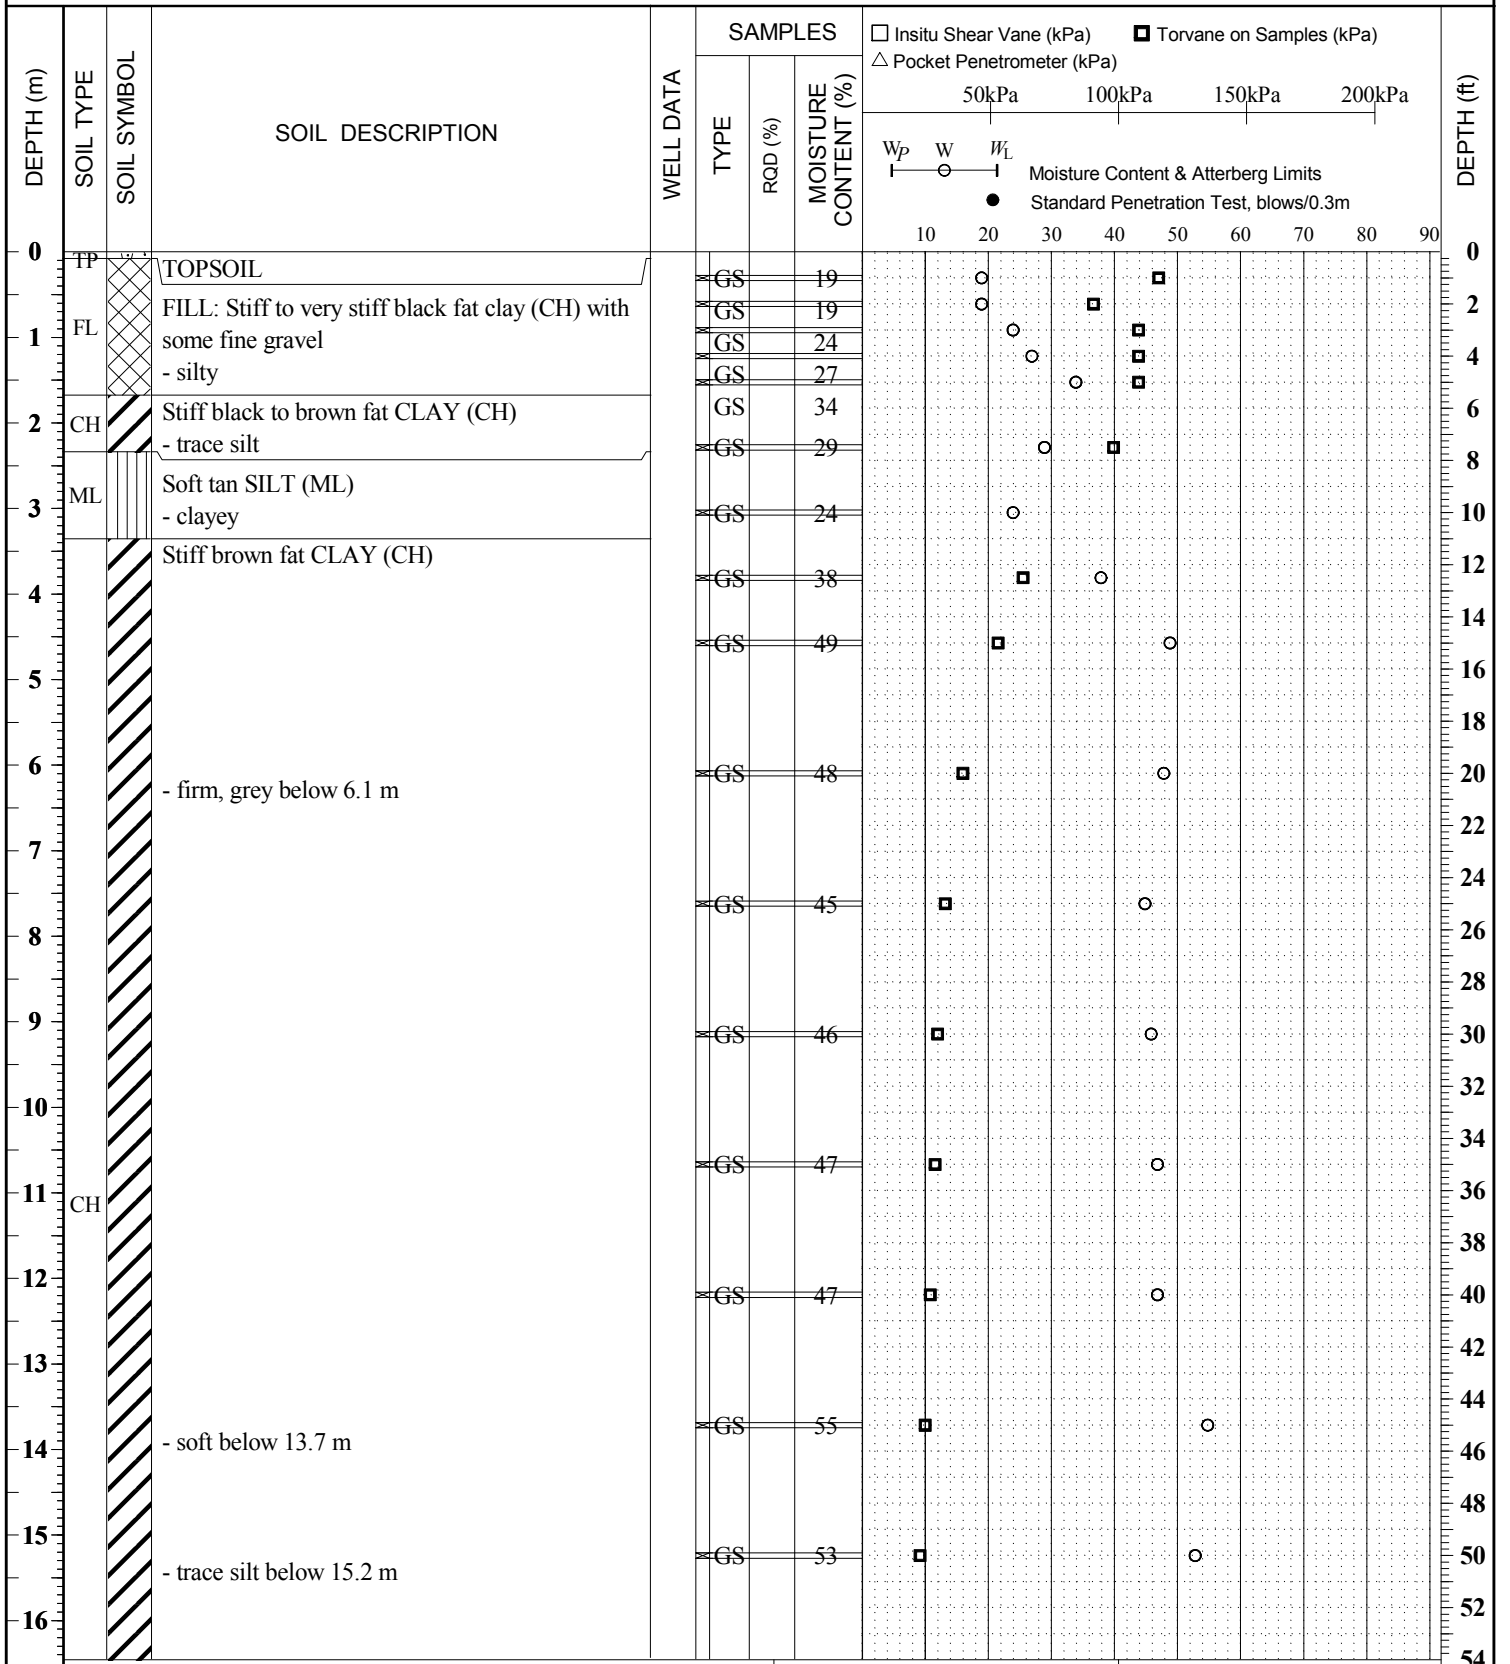 DEPTH (m)
SOIL TYPE
SOIL SYMBOL
SOIL DESCRIPTION
WELL DATA
SAMPLES
TYPE
RQD (%)
MOISTURE
CONTENT (%)
Insitu Shear Vane (kPa)
Torvane on Samples (kPa)
Pocket Penetrometer (kPa)
50kPa 100kPa 150kPa 200kPa
WP W WL
Moisture Content & Atterberg Limits
Standard Penetration Test, blows/0.3m
10 20 30 40 50 60 70 80 90
DEPTH (ft)
0 0
TP TOPSOIL
GS 19
FL FILL: Stiff to very stiff black fat clay (CH) with
GS 19 2
1 some fine gravel
GS 24
4
- silty
GS 27
CH Stiff black to brown fat CLAY (CH)
GS 34 6
2
- trace silt
GS 29
8
ML Soft tan SILT (ML)
3 - clayey
GS 24 10
Stiff brown fat CLAY (CH)
12
GS 38
4
14
GS 49
16
5
18
6
GS 48 20
- firm, grey below 6.1 m
22
7
24
GS 45
8 26
28
9
GS 46 30
32
10
34
GS 47
11 CH 36
38
12
GS 47 40
42
13
44
GS 55
- soft below 13.7 m
14 46
48
15
GS 53 50
- trace silt below 15.2 m
16 52
54